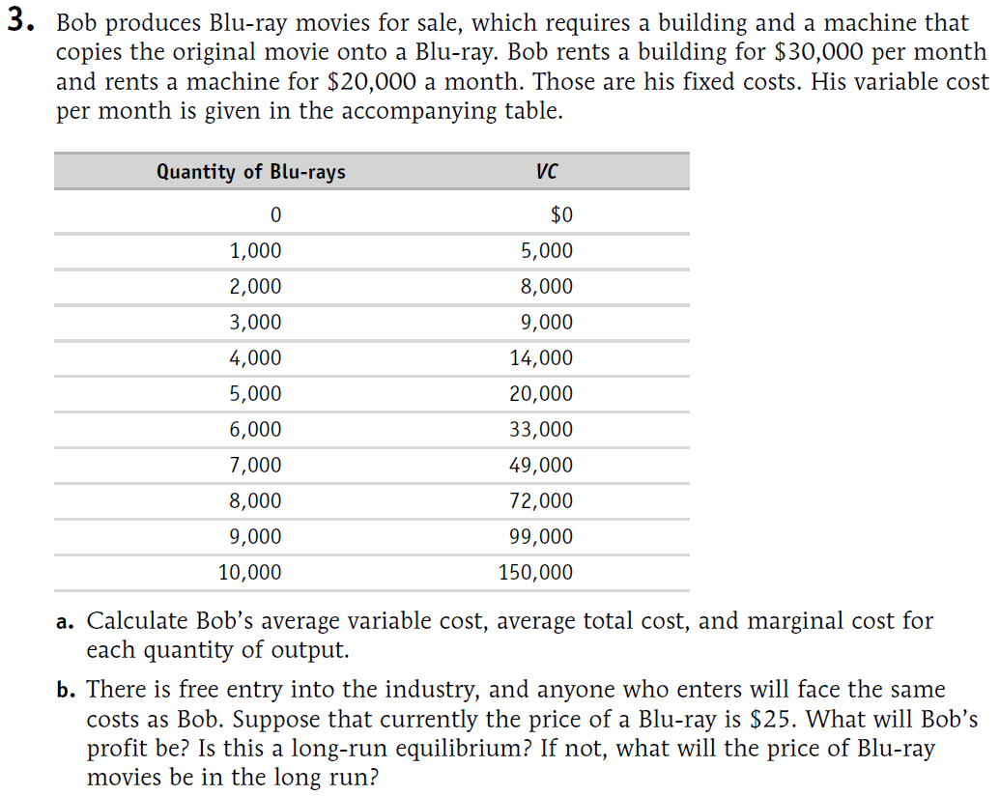 3. Bob produces Blu-ray movies for sale, which requires a building and a machine that
copies the original movie onto a Blu-ray. Bob rents a building for $30,000 per month
and rents a machine for $20,000 a month. Those are his fixed costs. His variable cost
per month is given in the accompanying table.
Quantity of Blu-rays VC
0 $0
1,000 5,000
2,000 8,000
3,000 9,000
4,000 14,000
5,000 20,000
6,000 33,000
7,000 49,000
8,000 72,000
9,000 99,000
10,000 150,000
a. Calculate Bob’s average variable cost, average total cost, and marginal cost for
each quantity of output.
b. There is free entry into the industry, and anyone who enters will face the same
costs as Bob. Suppose that currently the price of a Blu-ray is $25. What will Bob’s
profit be? Is this a long-run equilibrium? If not, what will the price of Blu-ray
movies be in the long run?